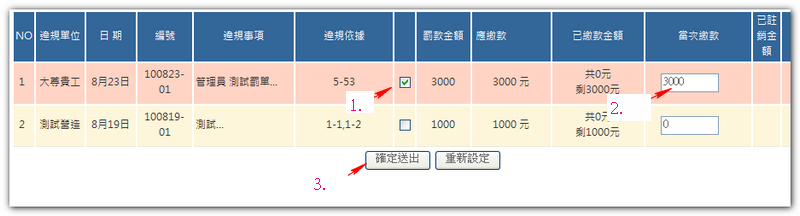 NO 違規單位 日 期 編號 違規事項 違規依據 罰款金額 應繳款 已繳款金額 當次繳款 已註銷金額
1 大尊貴工 8月23日 100823-01 管理員 測試罰單... 5-53 3000 3000 元 共0元 剩3000元 3000
1.
2.
2 測試營造 8月19日 100819-01 測試... 1-1,1-2 1000 1000 元 共0元 剩1000元 0
3.
確定送出 重新設定